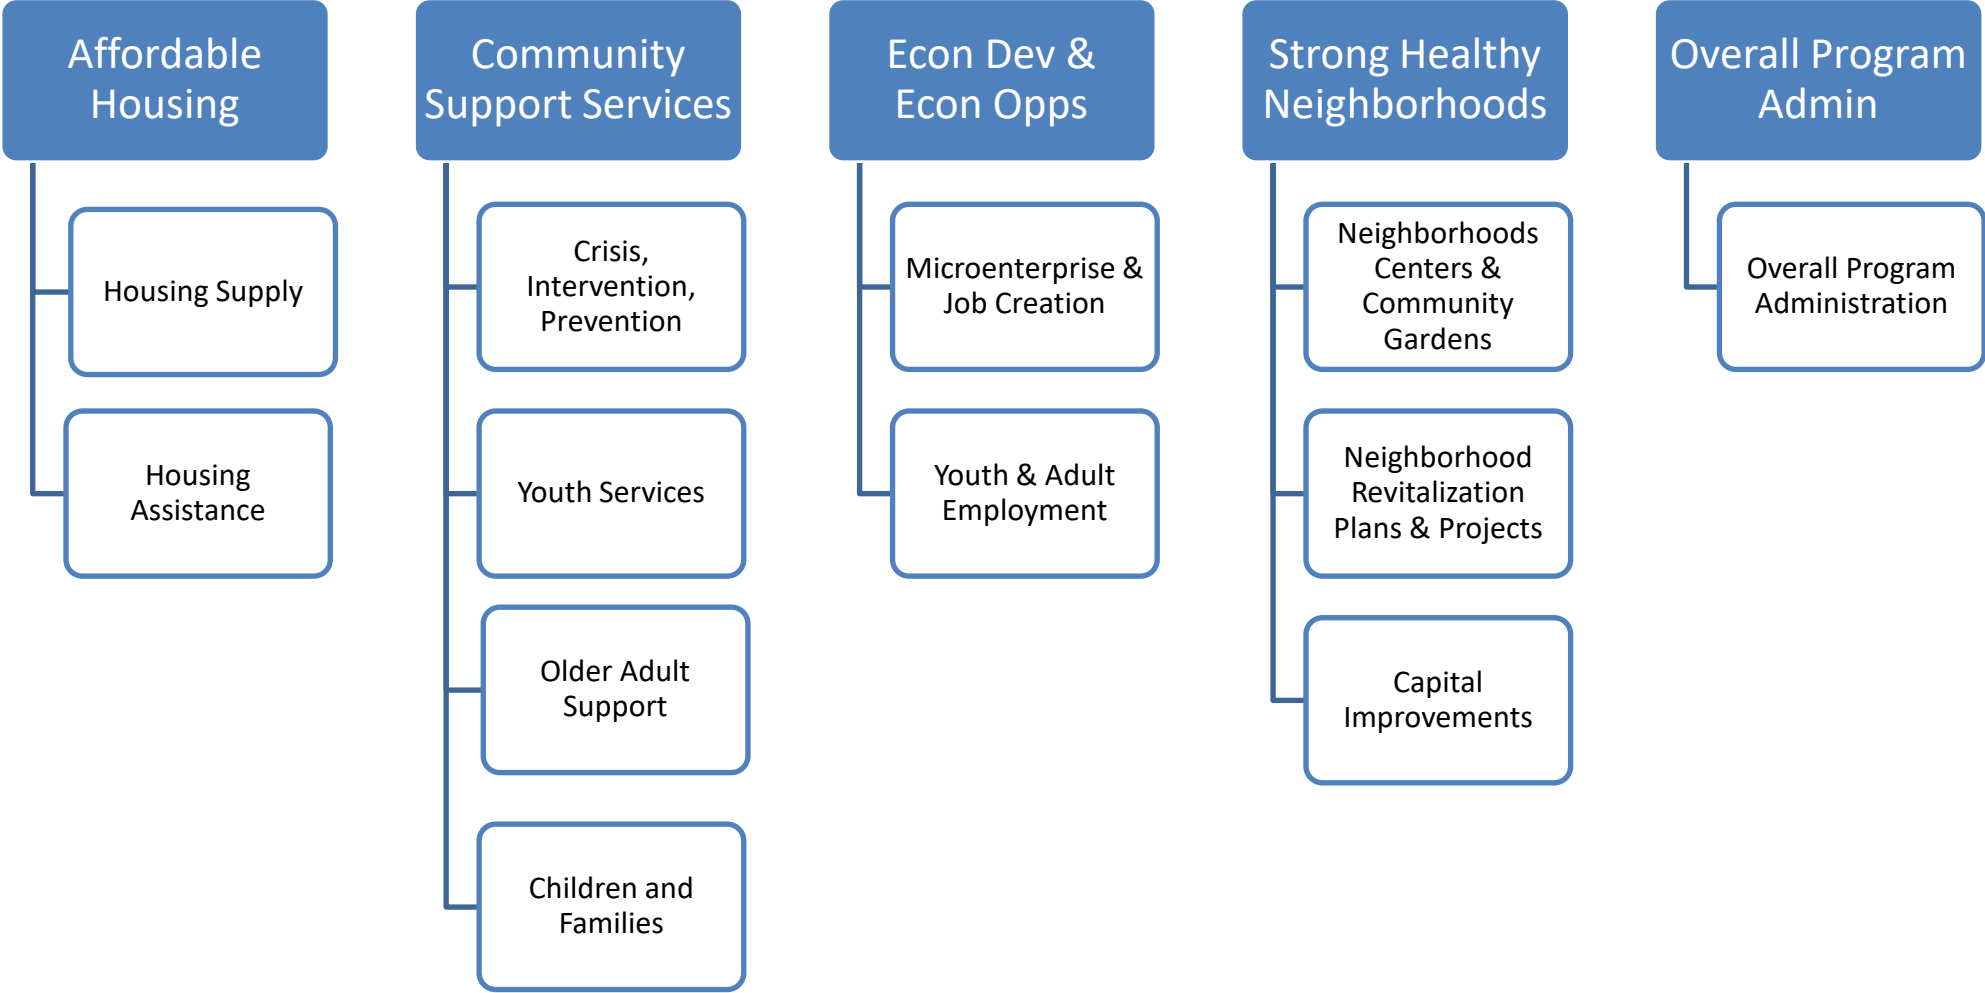 Affordable
Housing
Housing Supply
Housing
Assistance
Community
Support Services
Crisis,
Intervention,
Prevention
Youth Services
Older Adult
Support
Children and
Families
Econ Dev &
Econ Opps
Microenterprise &
Job Creation
Youth & Adult
Employment
Strong Healthy
Neighborhoods
Neighborhoods
Centers &
Community
Gardens
Neighborhood
Revitalization
Plans & Projects
Capital
Improvements
Overall Program
Admin
Overall Program
Administration